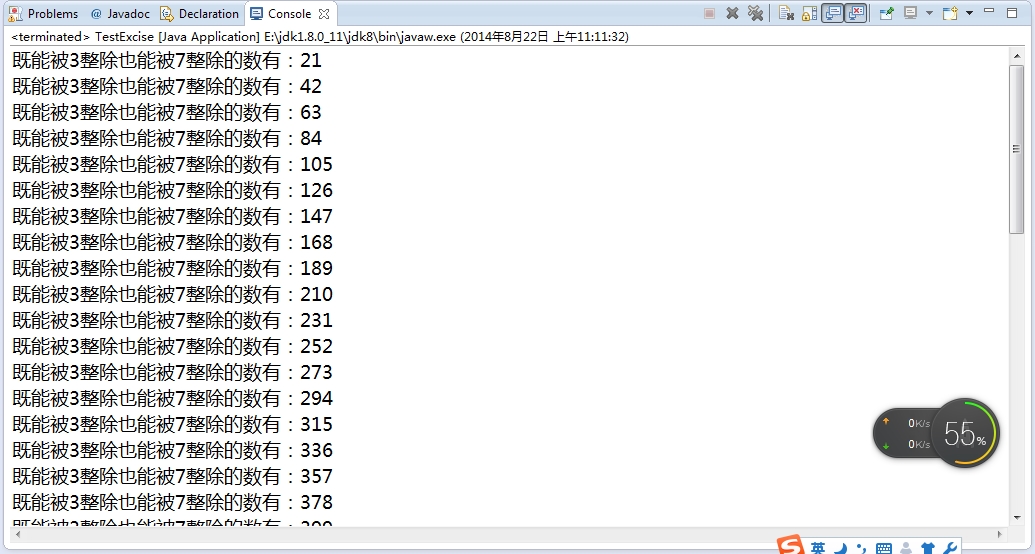 Problems @ Javadoc Declaration Console
<terminated> TestExcise [Java Application] E:\jdk1.8.0_11\jdk8\bin\javaw.exe (2014年8月22日 上午11:11:32)
既能被3整除也能被7整除的数有：21
既能被3整除也能被7整除的数有：42
既能被3整除也能被7整除的数有：63
既能被3整除也能被7整除的数有：84
既能被3整除也能被7整除的数有：105
既能被3整除也能被7整除的数有：126
既能被3整除也能被7整除的数有：147
既能被3整除也能被7整除的数有：168
既能被3整除也能被7整除的数有：189
既能被3整除也能被7整除的数有：210
既能被3整除也能被7整除的数有：231
既能被3整除也能被7整除的数有：252
既能被3整除也能被7整除的数有：273
既能被3整除也能被7整除的数有：294
既能被3整除也能被7整除的数有：315
既能被3整除也能被7整除的数有：336
既能被3整除也能被7整除的数有：357
既能被3整除也能被7整除的数有：378
0K/s
0K/s
55%
S 英